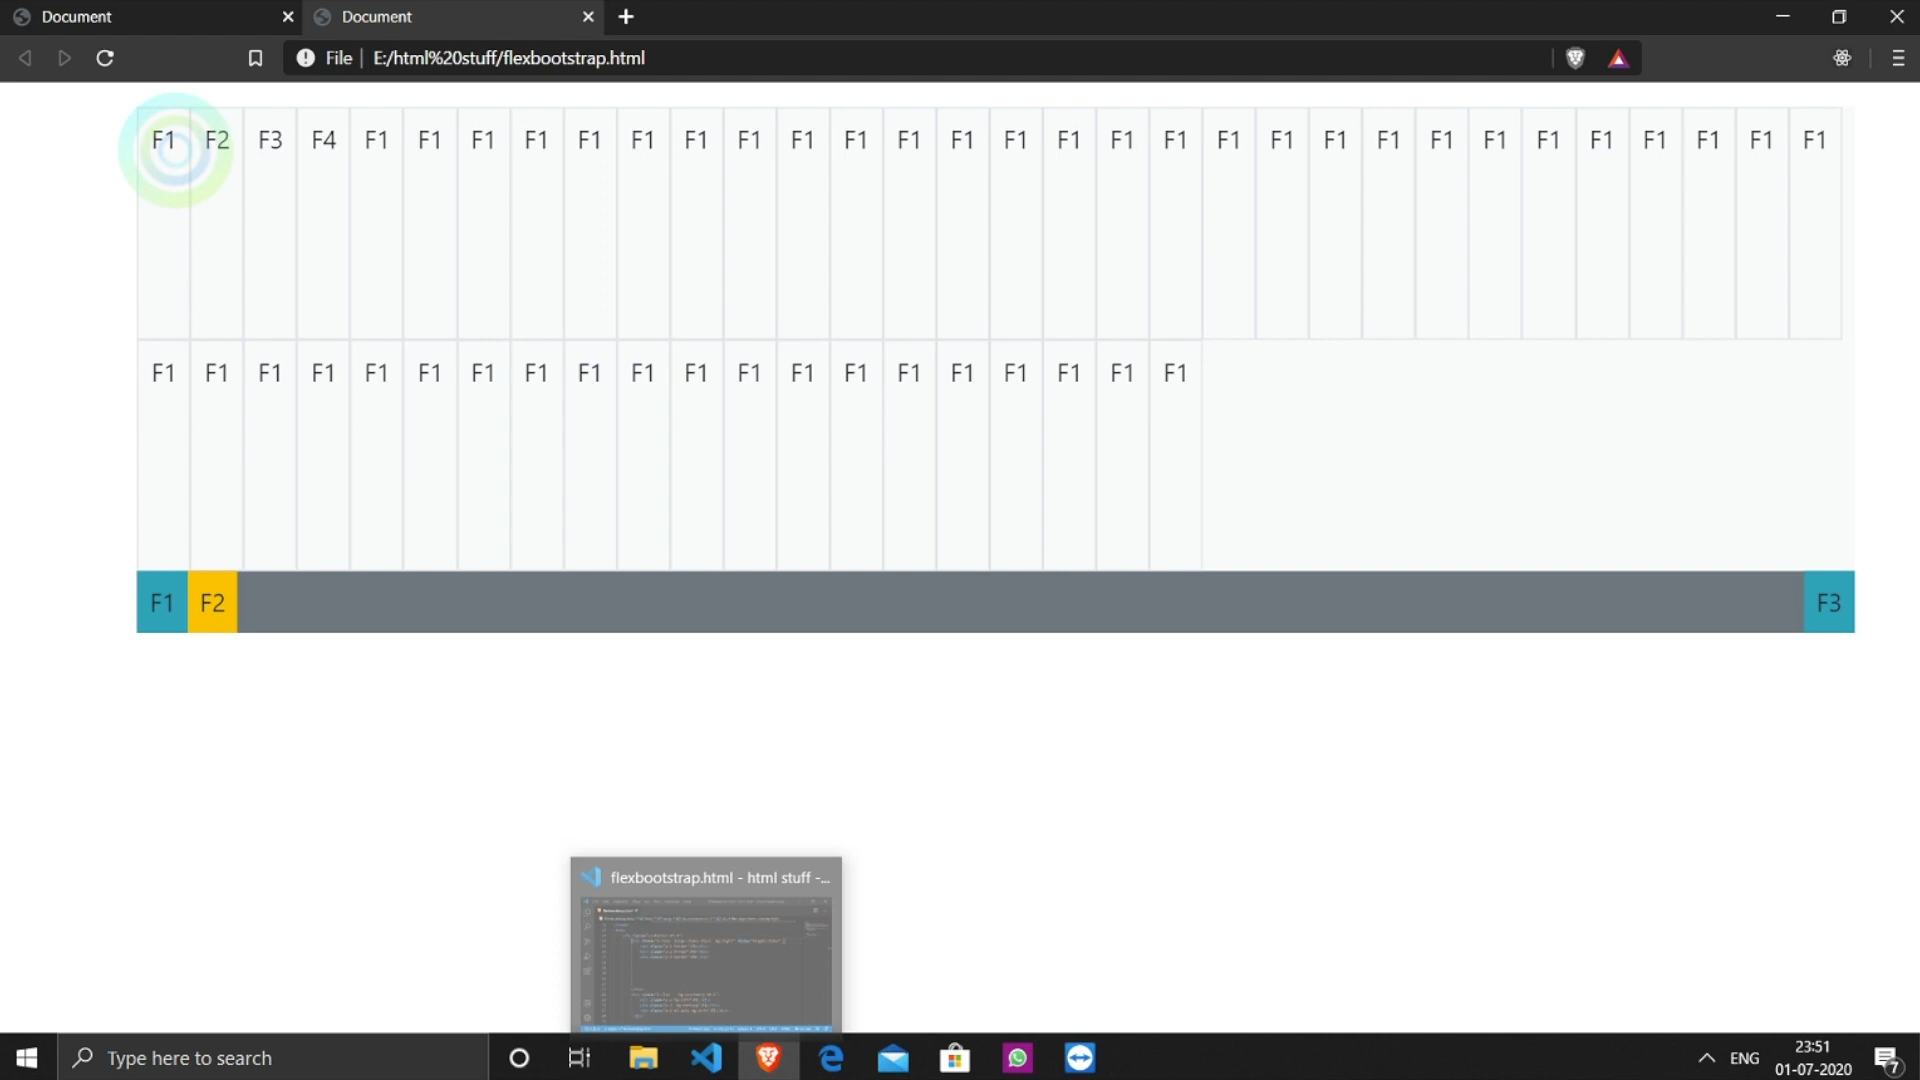 Document
Document
File
E:/html%20stuff/flexbootstrap.html
F1 F2 F3 F4 F1 F1 F1 F1 F1 F1 F1 F1 F1 F1 F1 F1 F1 F1 F1 F1 F1 F1 F1 F1 F1 F1 F1 F1 F1 F1 F1 F1
F1 F1 F1 F1 F1 F1 F1 F1 F1 F1 F1 F1 F1 F1 F1 F1 F1 F1 F1 F1
F1 F2 F3
flexbootstrap.html - html stuff -...
Type here to search
ENG
23:51
01-07-2020
7